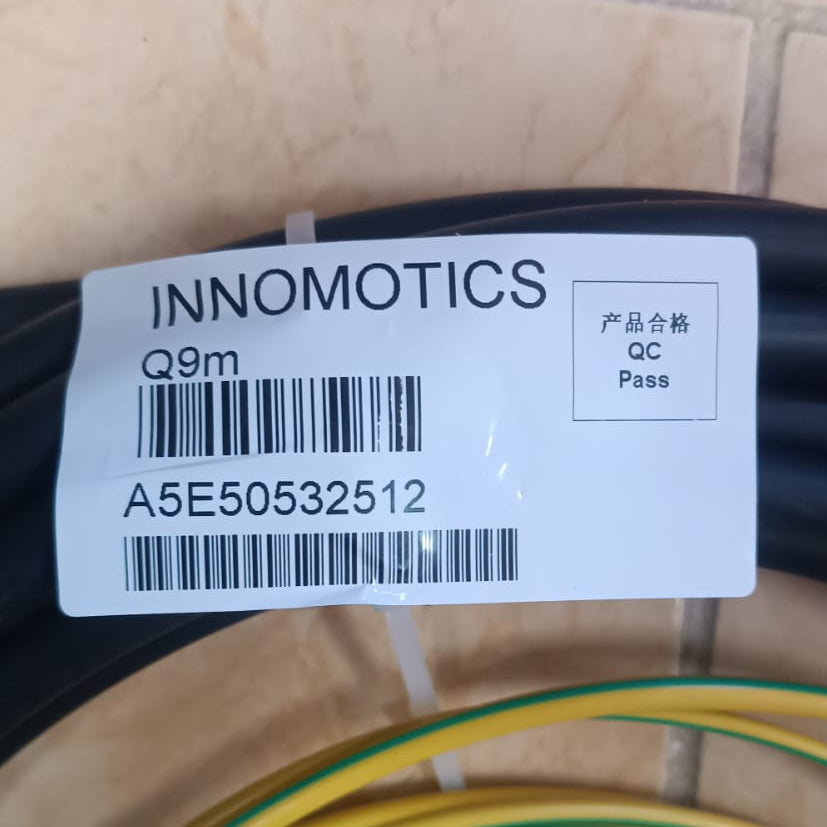 INNOMOTICS
Q9m
A5E50532512
产品合格
QC
Pass